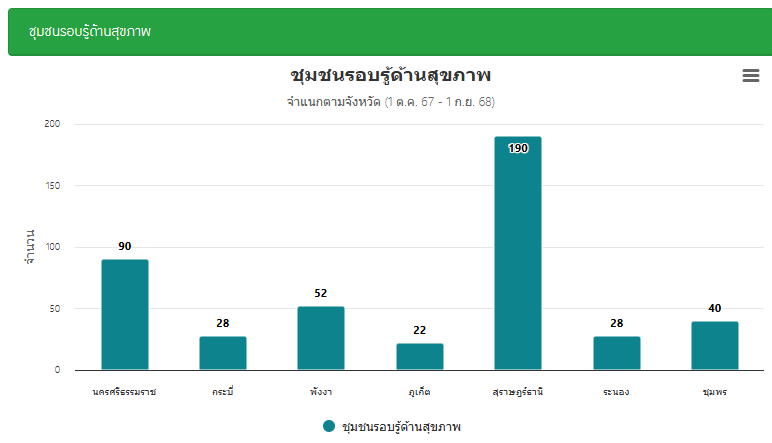 ชุมชนรอบรู้ด้านสุขภาพ
ชุมชนรอบรู้ด้านสุขภาพ
จำแนกตามจังหวัด (1 ต.ค. 67 - 1 ก.ย. 68)
จำนวน
200
150
100
50
0
90
28
52
22
190
28
40
นครศรีธรรมราช กระบี่ พังงา ภูเก็ต สุราษฎร์ธานี ระนอง ชุมพร
ชุมชนรอบรู้ด้านสุขภาพ